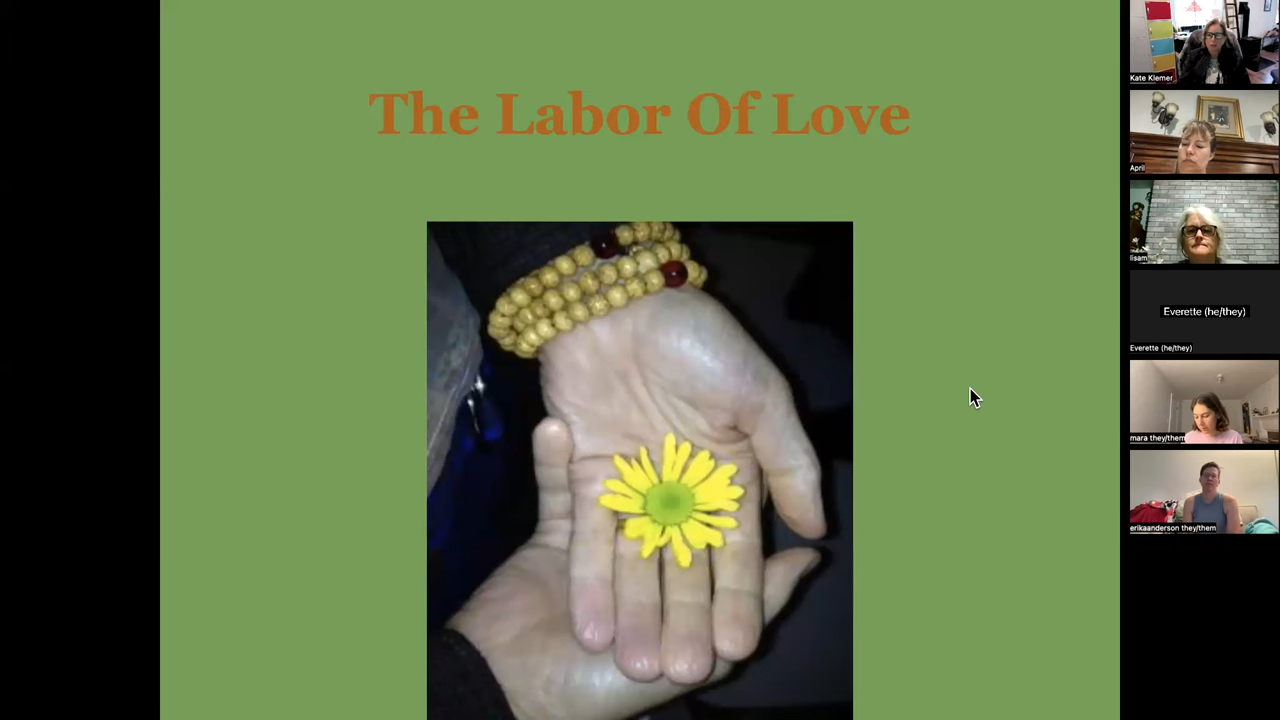 The Labor Of Love
Kate Klemer
April
lisam
Everette (he/they)
Everette (he/they)
mara they/them
erikaanderson they/them